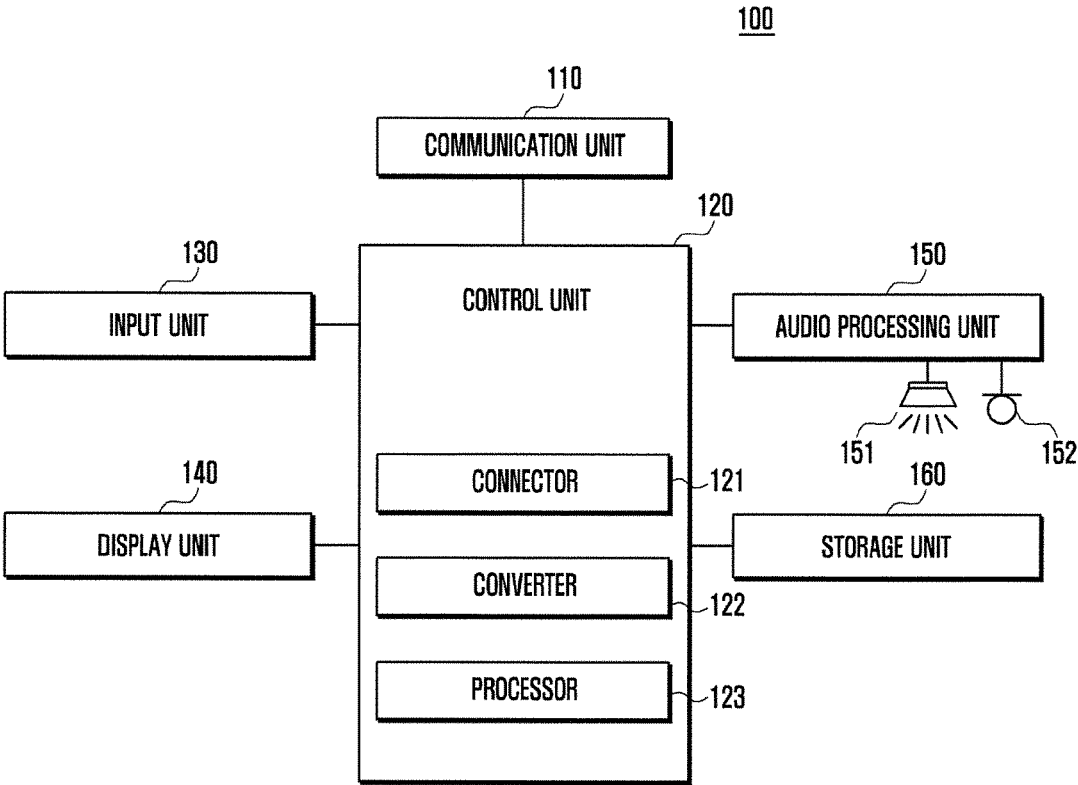 100
110
COMMUNICATION UNIT
120
130
INPUT UNIT
CONTROL UNIT
150
AUDIO PROCESSING UNIT
151
152
140
DISPLAY UNIT
CONNECTOR
121
160
STORAGE UNIT
CONVERTER
122
PROCESSOR
123